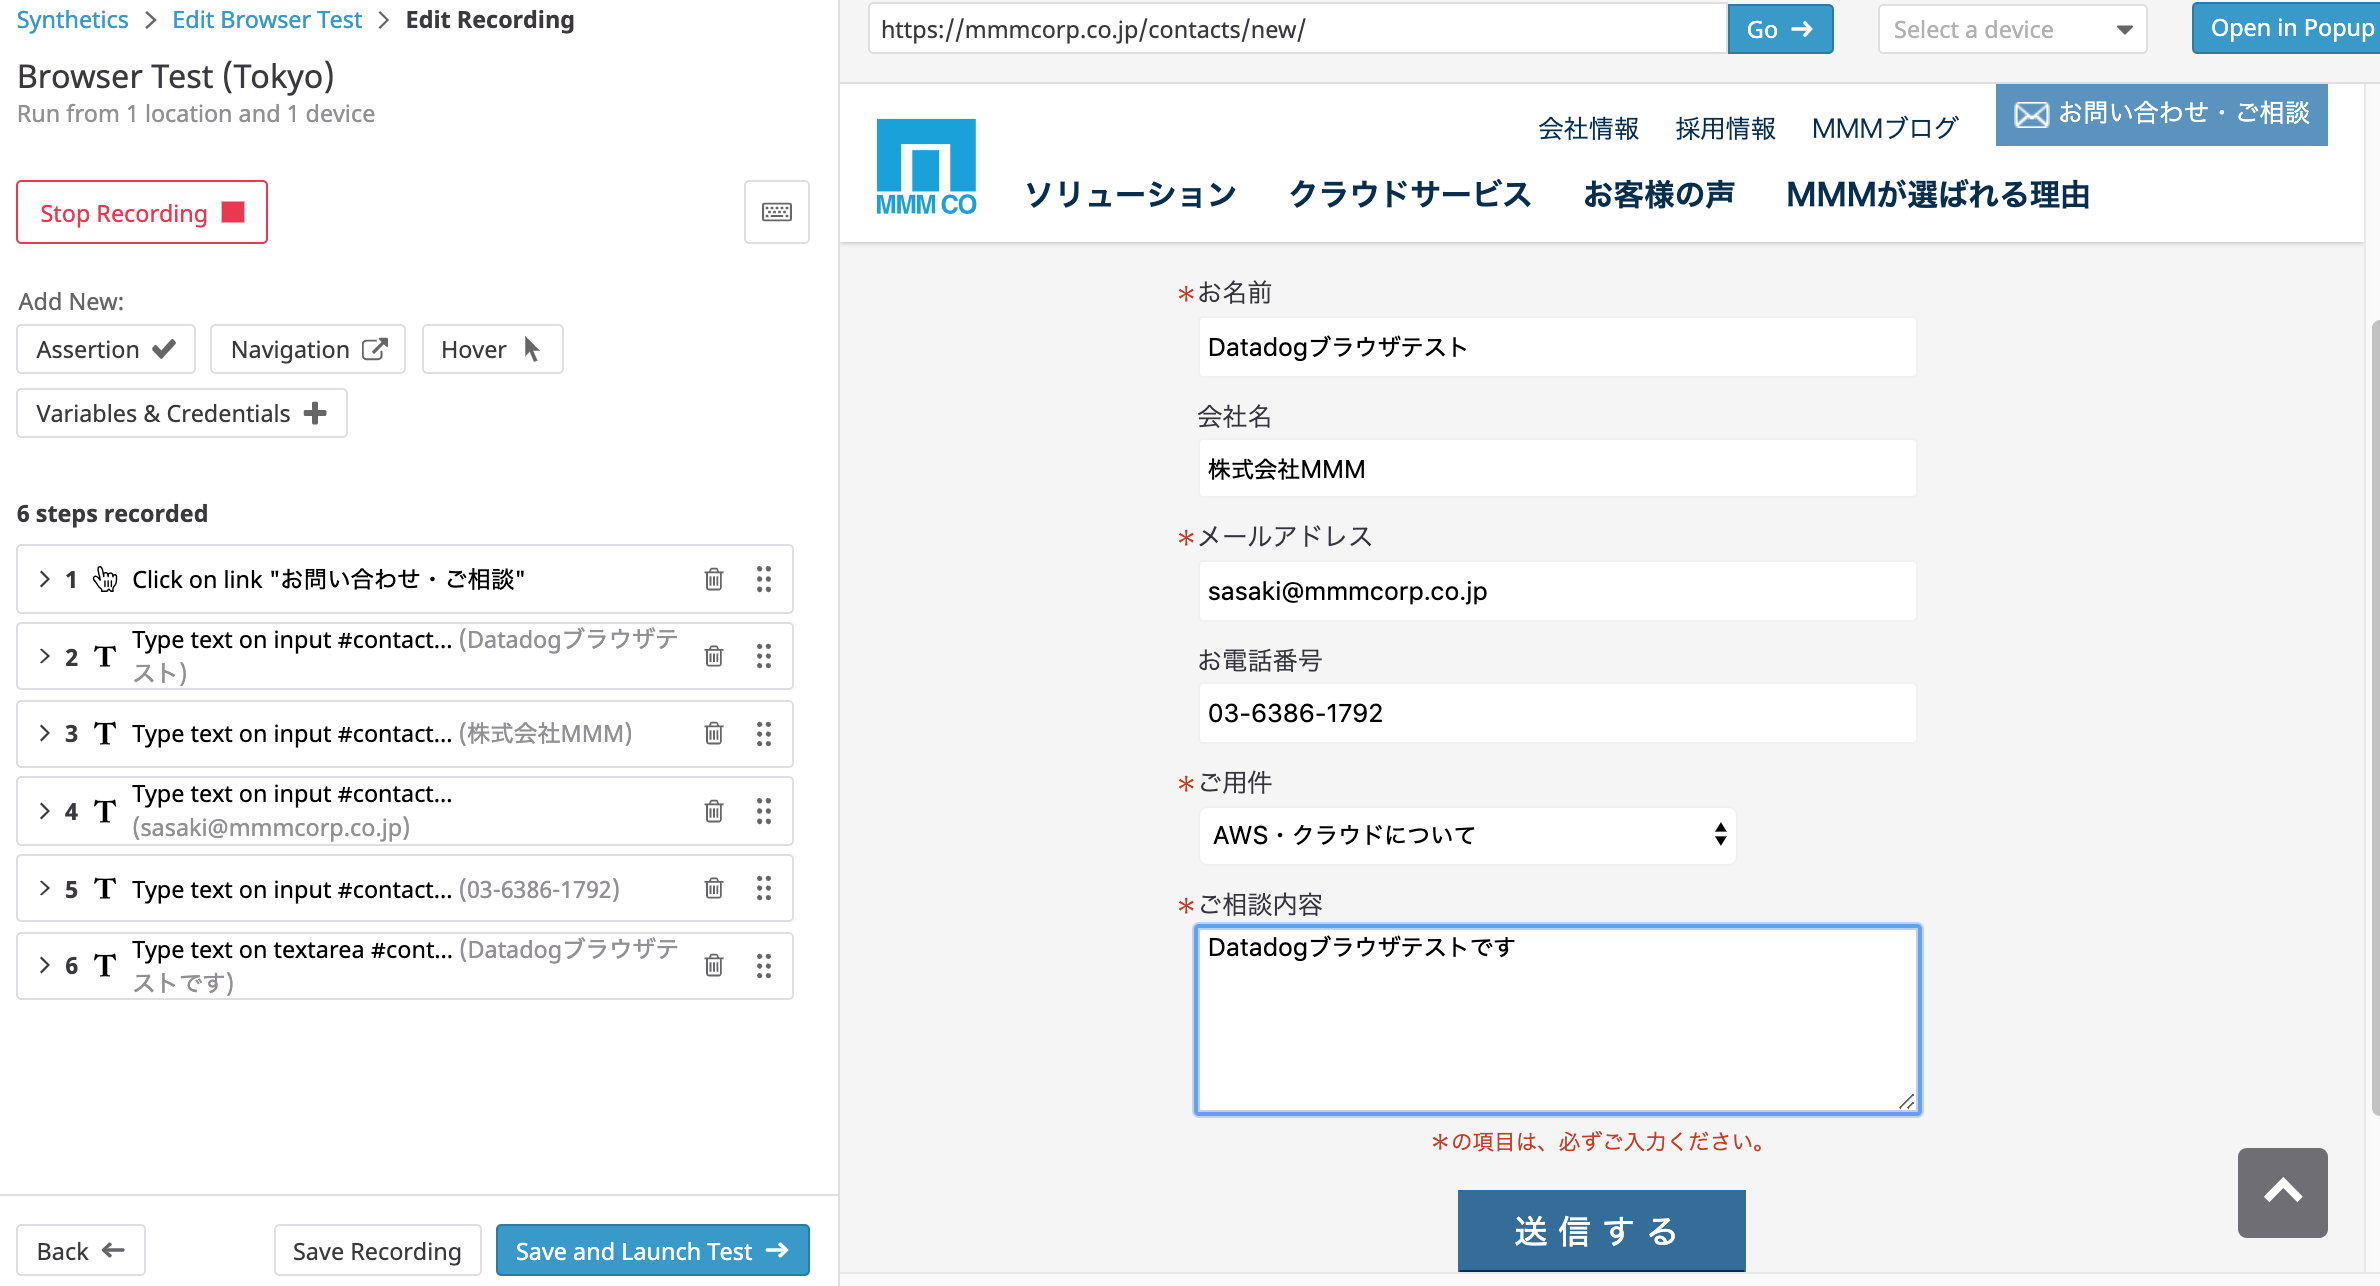 Synthetics > Edit Browser Test > Edit Recording
Browser Test (Tokyo)
Run from 1 location and 1 device
Stop Recording
Add New:
Assertion
Navigation
Hover
Variables & Credentials
6 steps recorded
1 Click on link "お問い合わせ・ご相談"
2 T Type text on input #contact... (Datadogブラウザテ
スト)
3 T Type text on input #contact... (株式会社MMM)
4 T Type text on input #contact...
(sasaki@mmmcorp.co.jp)
5 T Type text on input #contact... (03-6386-1792)
6 T Type text on textarea #cont... (Datadogブラウザテ
ストです)
Back
Save Recording
Save and Launch Test
https://mmmcorp.co.jp/contacts/new/
Go
Select a device
Open in Popup
MMM CO
会社情報
採用情報
MMMブログ
お問い合わせ・ご相談
ソリューション
クラウドサービス
お客様の声
MMMが選ばれる理由
*お名前
Datadogブラウザテスト
会社名
株式会社MMM
*メールアドレス
sasaki@mmmcorp.co.jp
お電話番号
03-6386-1792
*ご用件
AWS・クラウドについて
*ご相談内容
Datadogブラウザテストです
*の項目は、必ずご入力ください。
送信する